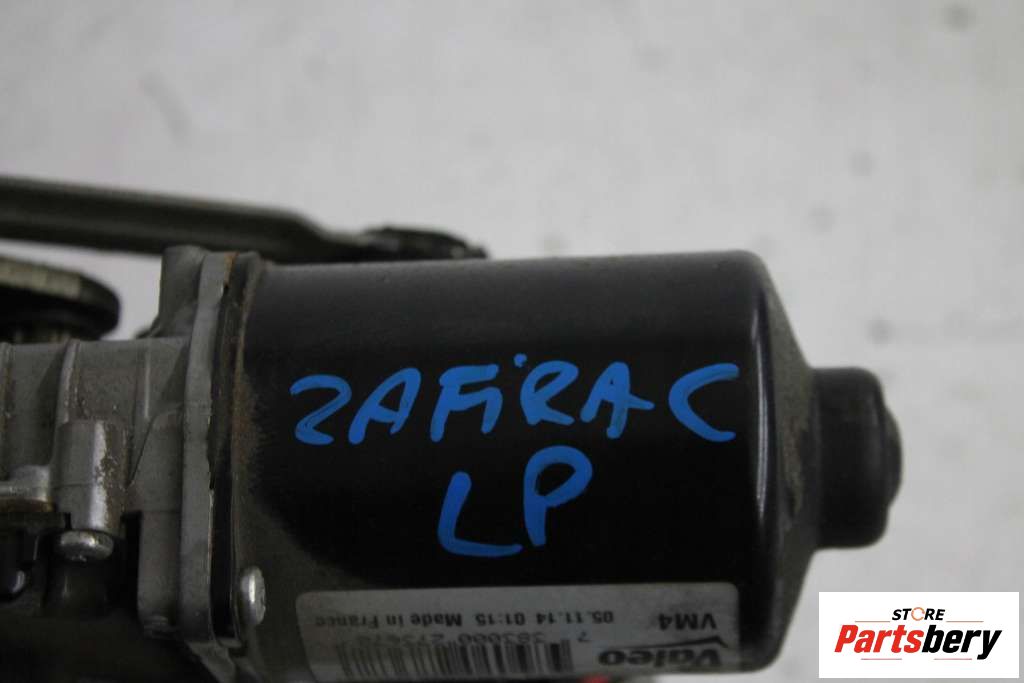 ZAFIRA C
LP
VM4
05.11.14 01:15 Made in France
Valeo
STORE
Partsbery